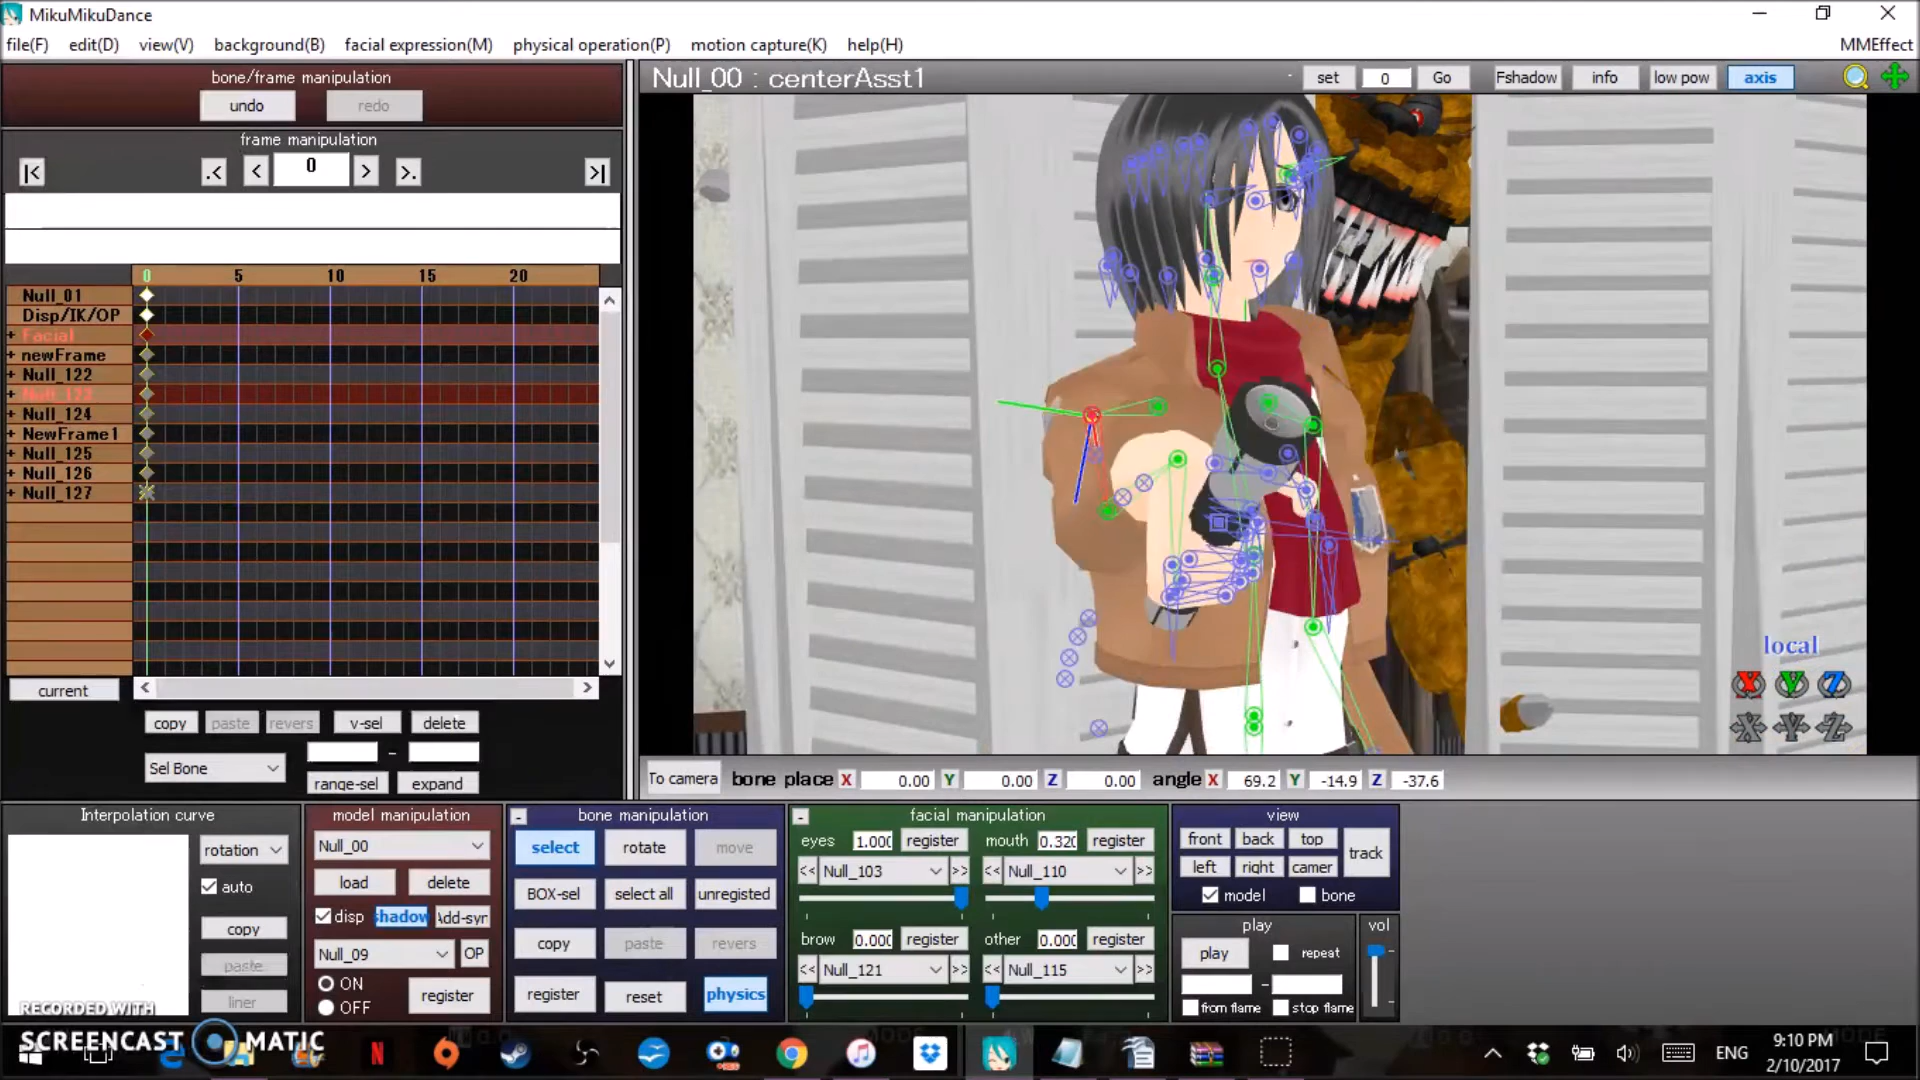 MikuMikuDance
file(F) edit(D) view(V) background(B) facial expression(M) physical operation(P) motion capture(K) help(H) MMEffect
bone/frame manipulation
undo redo
frame manipulation
|< .< < 0 > >. >|
0 5 10 15 20
Null_01
Disp/IK/OP
+ Facial
+ newFrame
+ Null_122
+ Null_123
+ Null_124
+ NewFrame1
+ Null_125
+ Null_126
+ Null_127
current
copy paste revers v-sel delete
Sel Bone -
range-sel expand
Null_00 : centerAsst1 set 0 Go Fshadow info low pow axis
local
X Y Z
X Y Z
To camera bone place X 0.00 Y 0.00 Z 0.00 angle X 69.2 Y -14.9 Z -37.6
Interpolation curve
rotation
auto
copy
paste
liner
model manipulation
Null_00
load delete
disp shadow Add-syn
Null_09 OP
ON
OFF
register
- bone manipulation
select rotate move
BOX-sel select all unregisted
copy paste revers
register reset physics
- facial manipulation
eyes 1.000 register mouth 0.320 register
<< Null_103 >> << Null_110 >>
brow 0.000 register other 0.000 register
<< Null_121 >> << Null_115 >>
view
front back top
left right camer
track
model bone
play
play repeat
-
from flame stop flame
vol
RECORDED WITH
SCREENCAST MATIC
ENG
9:10 PM
2/10/2017